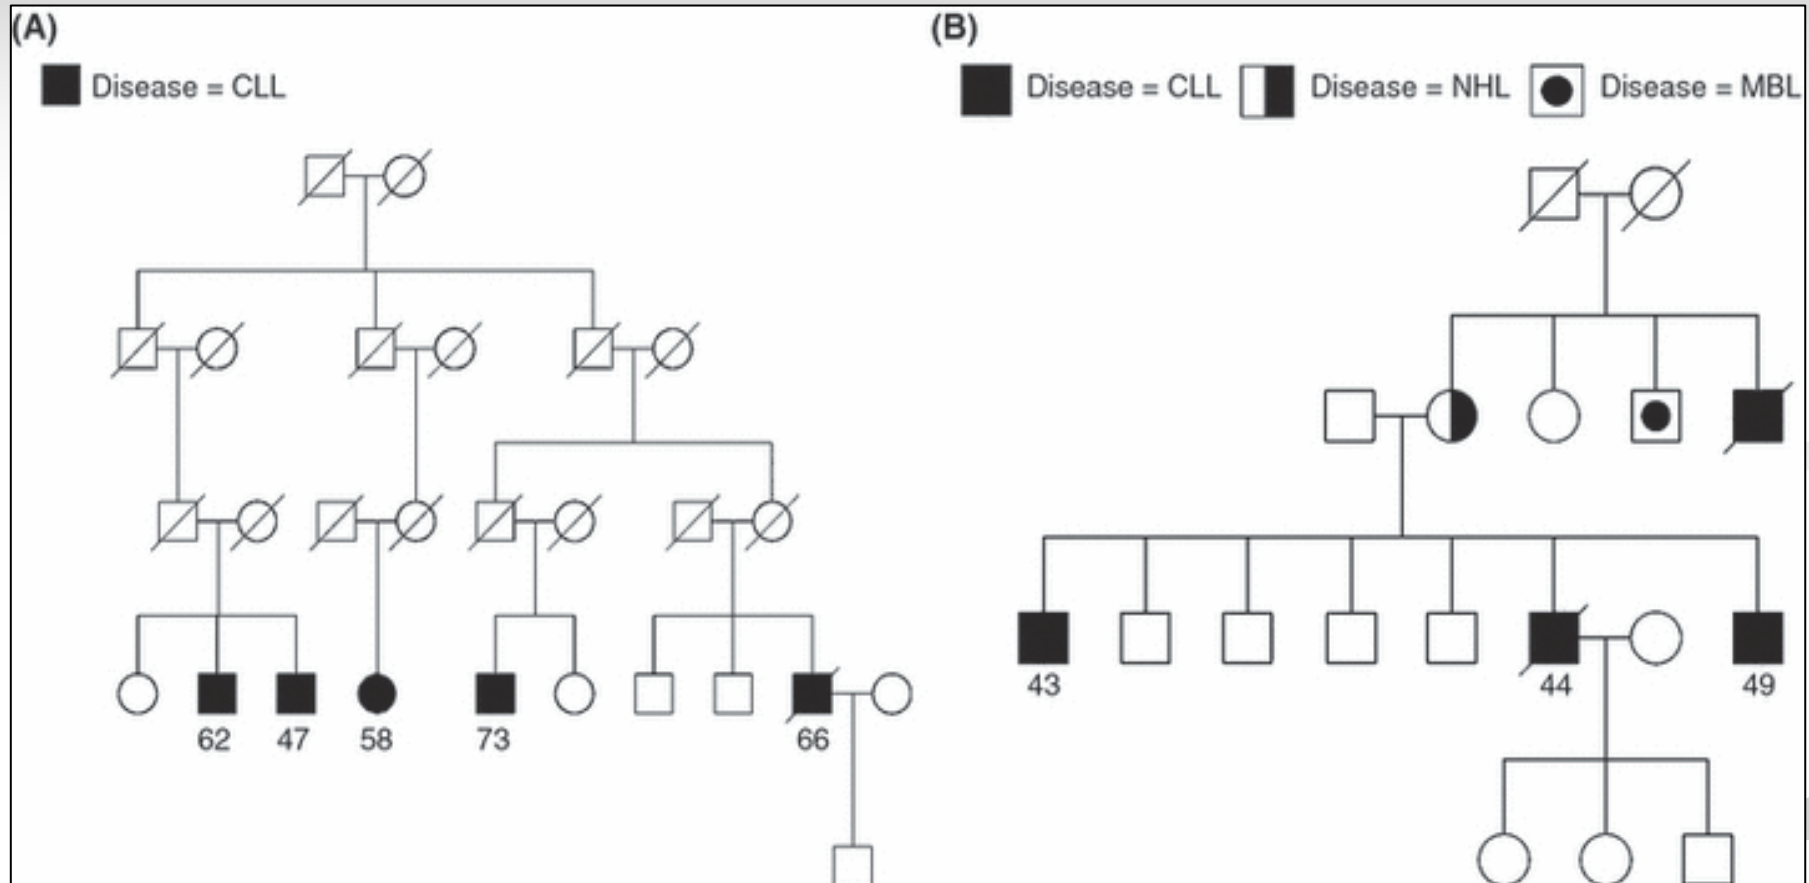 (A)
Disease = CLL
62 47 58 73 66
(B)
Disease = CLL Disease = NHL Disease = MBL
43 44 49